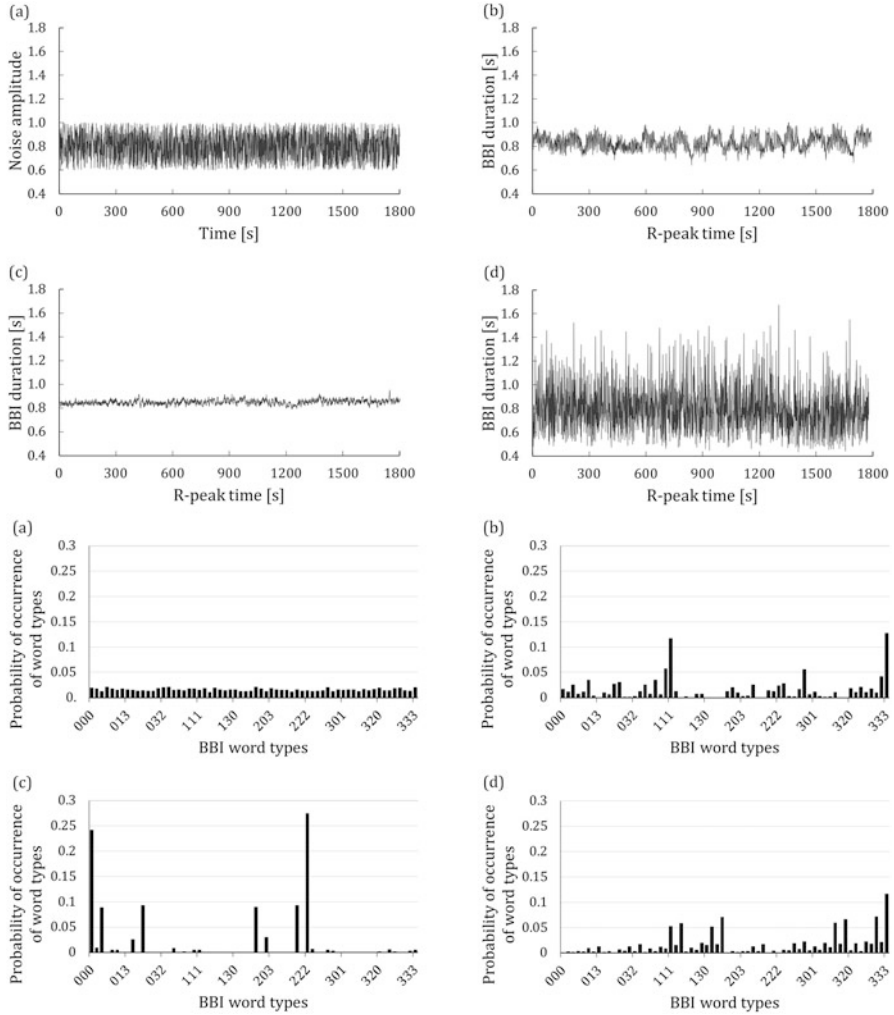 (a)
Noise amplitude
1.8
1.6
1.4
1.2
1.0
0.8
0.6
0.4
0 300 600 900 1200 1500 1800
Time [s]
(b)
BBI duration [s]
1.8
1.6
1.4
1.2
1.0
0.8
0.6
0.4
0 300 600 900 1200 1500 1800
R-peak time [s]
(c)
BBI duration [s]
1.8
1.6
1.4
1.2
1.0
0.8
0.6
0.4
0 300 600 900 1200 1500 1800
R-peak time [s]
(d)
BBI duration [s]
1.8
1.6
1.4
1.2
1.0
0.8
0.6
0.4
0 300 600 900 1200 1500 1800
R-peak time [s]
(a)
Probability of occurrence
of word types
0.3
0.25
0.2
0.15
0.1
0.05
0.
000 013 032 111 130 203 222 301 320 333
BBI word types
(b)
Probability of occurrence
of word types
0.3
0.25
0.2
0.15
0.1
0.05
0
000 013 032 111 130 203 222 301 320 333
BBI word types
(c)
Probability of occurrence
of word types
0.3
0.25
0.2
0.15
0.1
0.05
0
000 013 032 111 130 203 222 301 320 333
BBI word types
(d)
Probability of occurrence
of word types
0.3
0.25
0.2
0.15
0.1
0.05
0
000 013 032 111 130 203 222 301 320 333
BBI word types